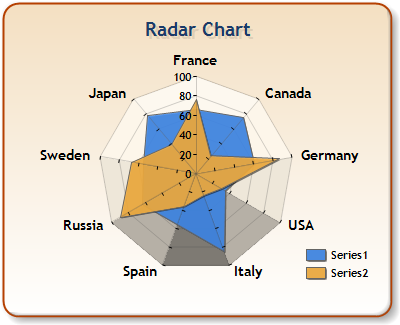 Radar Chart
France
100
Japan
Canada
80
60
40
Sweden
Germany
20
0
Russia
USA
Spain
Italy
Series1
Series2